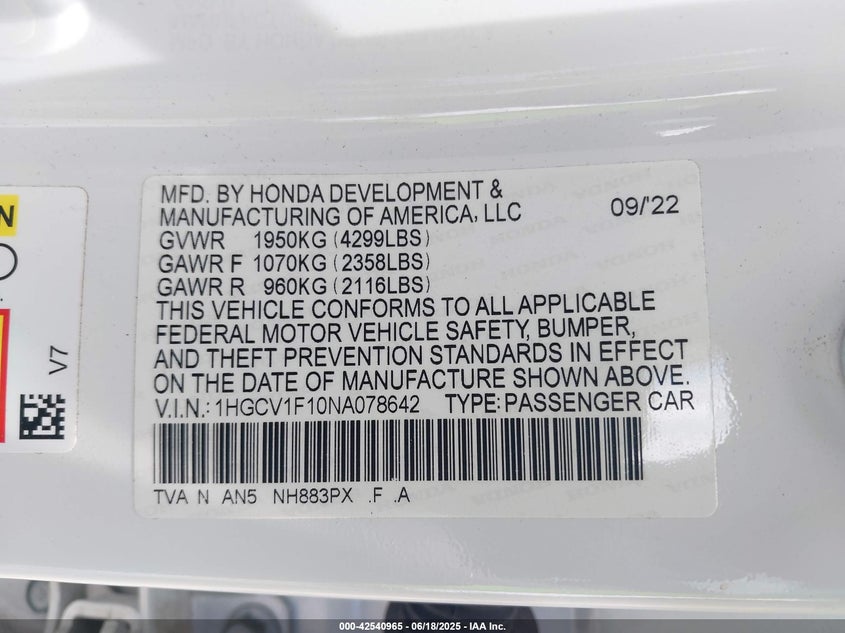 MFD. BY HONDA DEVELOPMENT &
MANUFACTURING OF AMERICA, LLC 09/'22
GVWR 1950KG (4299LBS)
GAWR F 1070KG (2358LBS)
GAWR R 960KG (2116LBS)
THIS VEHICLE CONFORMS TO ALL APPLICABLE
FEDERAL MOTOR VEHICLE SAFETY, BUMPER,
AND THEFT PREVENTION STANDARDS IN EFFECT
ON THE DATE OF MANUFACTURE SHOWN ABOVE.
V.I.N.: 1HGCV1F10NA078642 TYPE: PASSENGER CAR
TVA N AN5 NH883PX .F .A
N
V7
000-42540965 - 06/18/2025 - IAA Inc.